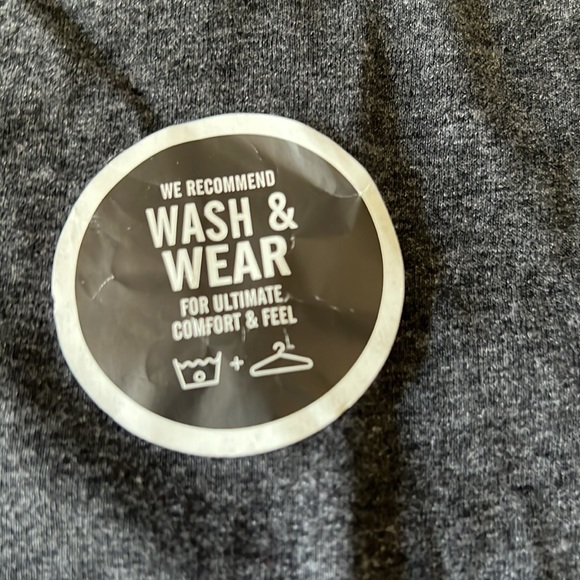 WE RECOMMEND
WASH &
WEAR
FOR ULTIMATE
COMFORT & FEEL
+